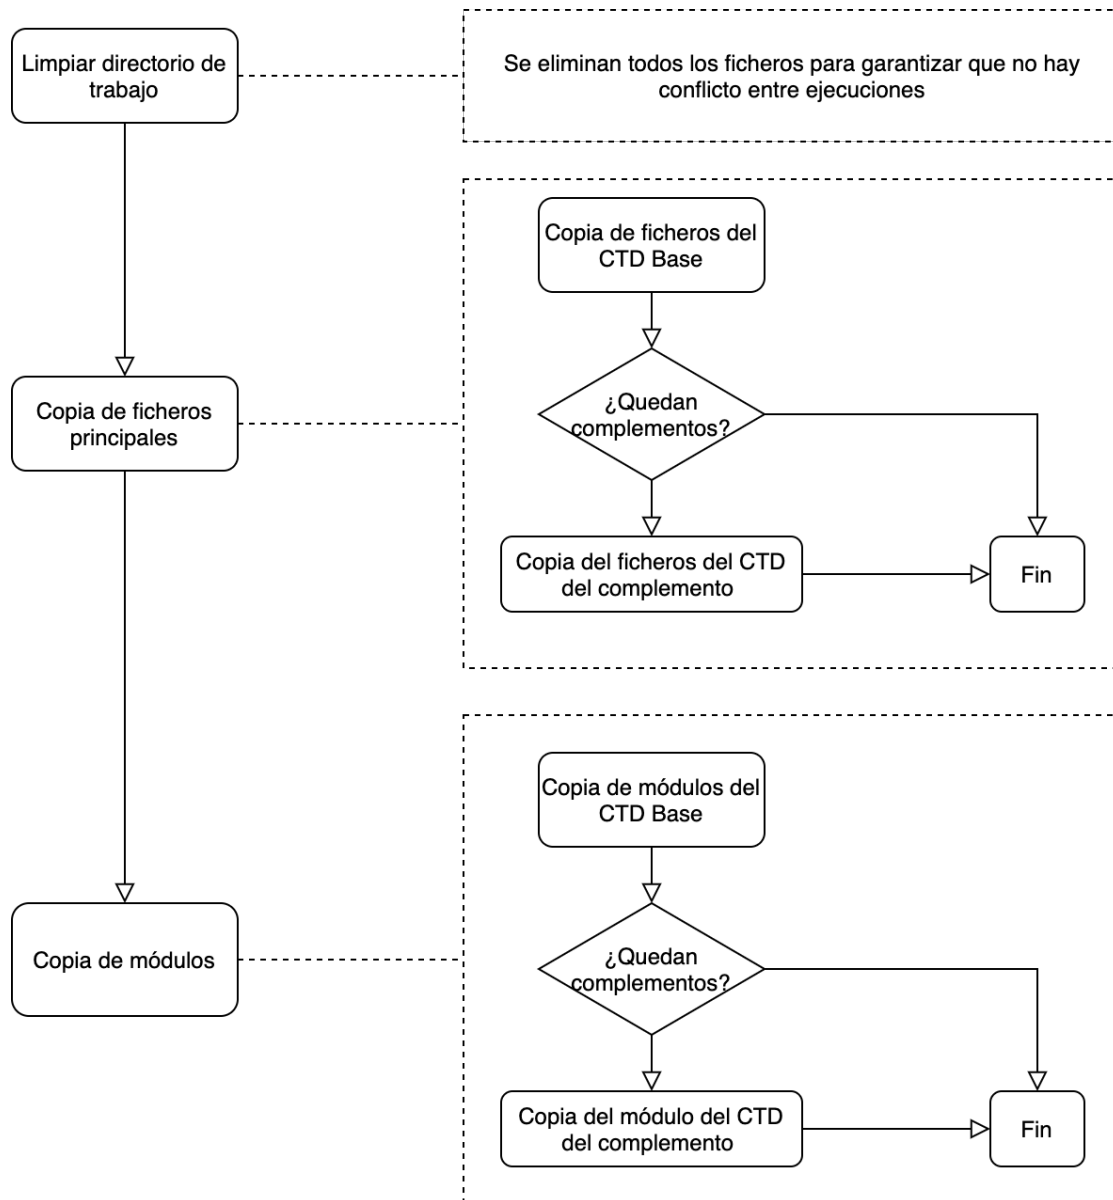 Limpiar directorio de
trabajo
Se eliminan todos los ficheros para garantizar que no hay
conflicto entre ejecuciones
Copia de ficheros del
CTD Base
¿Quedan
complementos?
Copia de ficheros
principales
Copia del ficheros del CTD
del complemento
Fin
Copia de módulos del
CTD Base
¿Quedan
complementos?
Copia de módulos
Copia del módulo del CTD
del complemento
Fin